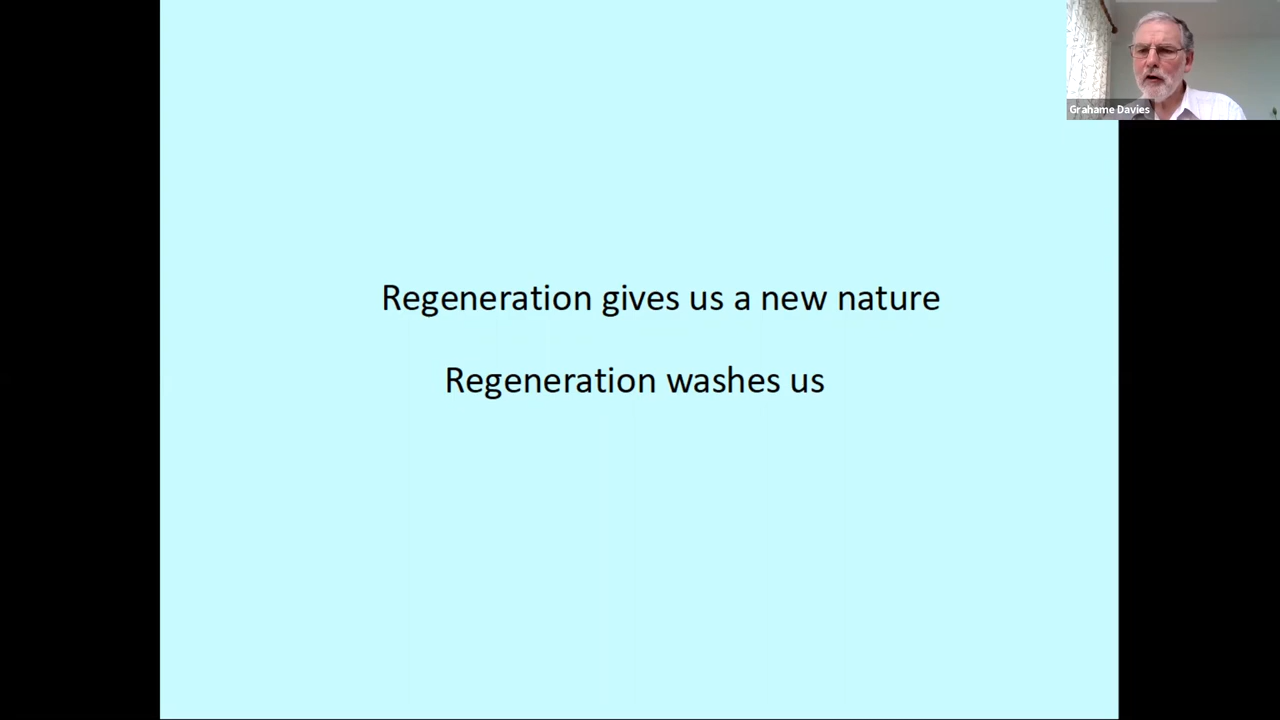 Grahame Davies
Regeneration gives us a new nature
Regeneration washes us